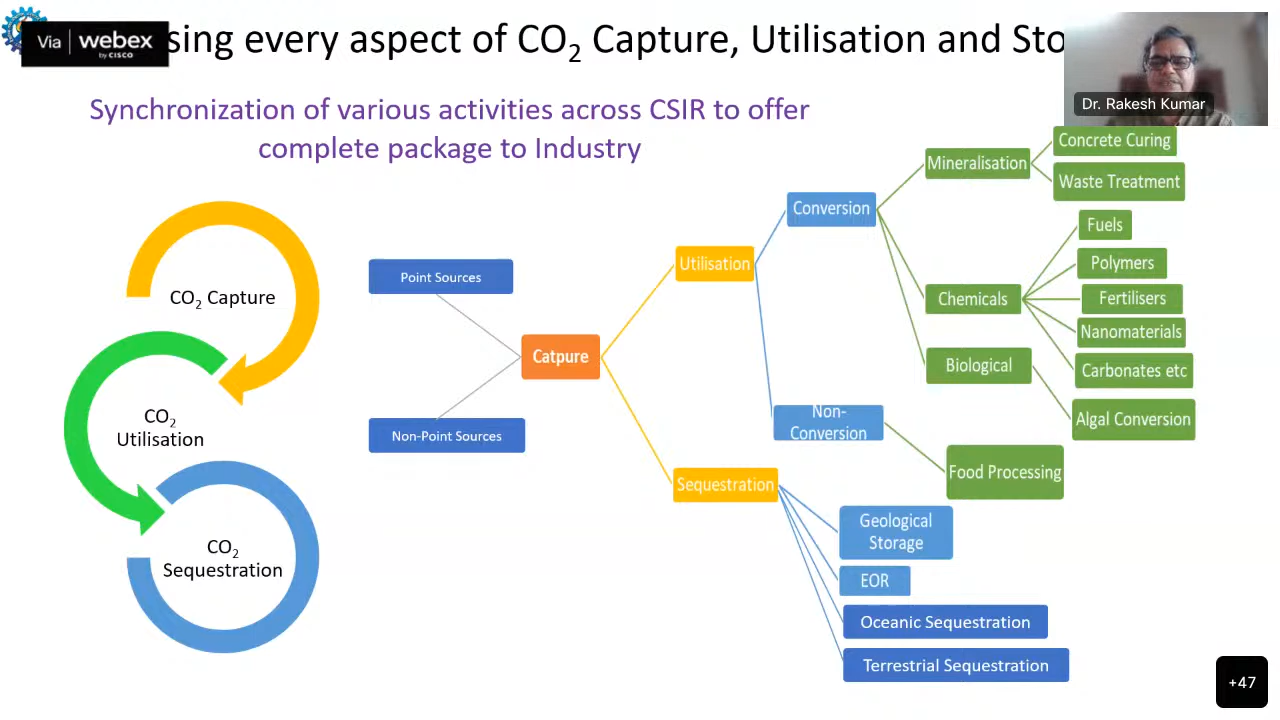 Via webex
by CISCO
sing every aspect of CO2 Capture, Utilisation and Sto
Dr. Rakesh Kumar
Synchronization of various activities across CSIR to offer
complete package to Industry
CO2 Capture
CO2
Utilisation
CO2
Sequestration
Point Sources
Non-Point Sources
Catpure
Utilisation
Sequestration
Conversion
Non-
Conversion
Mineralisation
Chemicals
Biological
Concrete Curing
Waste Treatment
Fuels
Polymers
Fertilisers
Nanomaterials
Carbonates etc
Algal Conversion
Food Processing
Geological
Storage
EOR
Oceanic Sequestration
Terrestrial Sequestration
+47